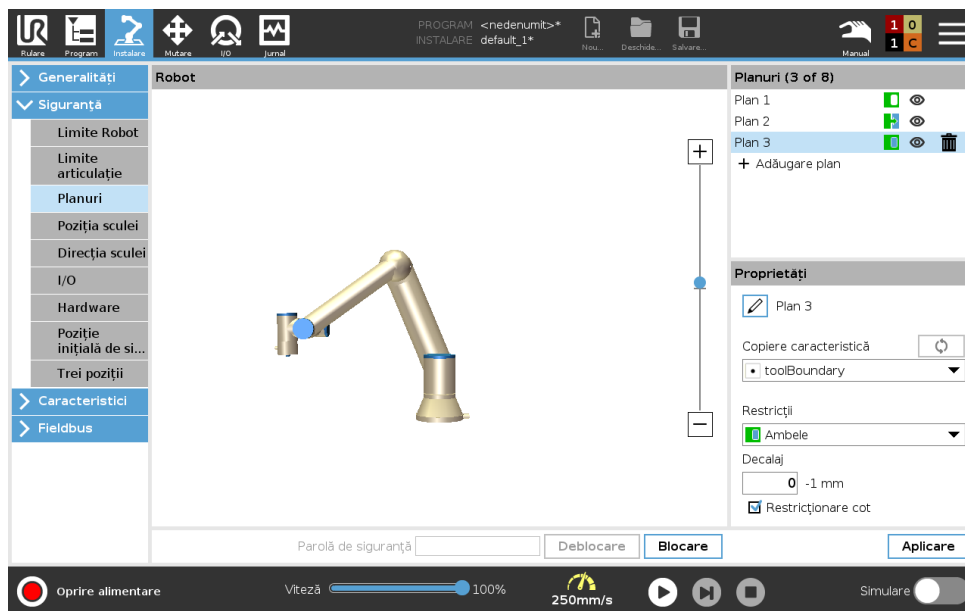 PROGRAM <nedenumit>*
INSTALARE default_1*
Rulare Program Instalare Mutare I/O Jurnal Nou... Deschide... Salvare... Manual
1 0
1 C
Generalități
Siguranță
Limite Robot
Limite
articulație
Planuri
Poziția sculei
Direcția sculei
I/O
Hardware
Poziție
inițială de si...
Trei poziții
Caracteristici
Fieldbus
Robot
Planuri (3 of 8)
Plan 1
Plan 2
Plan 3
+ Adăugare plan
Proprietăți
Plan 3
Copiere caracteristică
toolBoundary
Restricții
Ambele
Decalaj
0 -1 mm
Restricționare cot
Parolă de siguranță Deblocare Blocare Aplicare
Oprire alimentare Viteză 100% 250mm/s Simulare